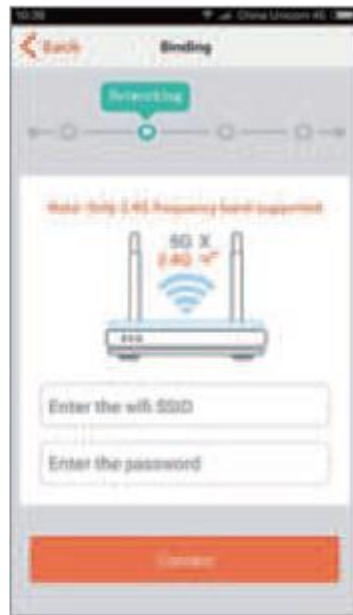 10:39 China Unicom 4G
Back Binding
Networking
Note: Only 2.4G frequency band supported
5G X
2.4G √
Enter the wifi SSID
Enter the password
Connect